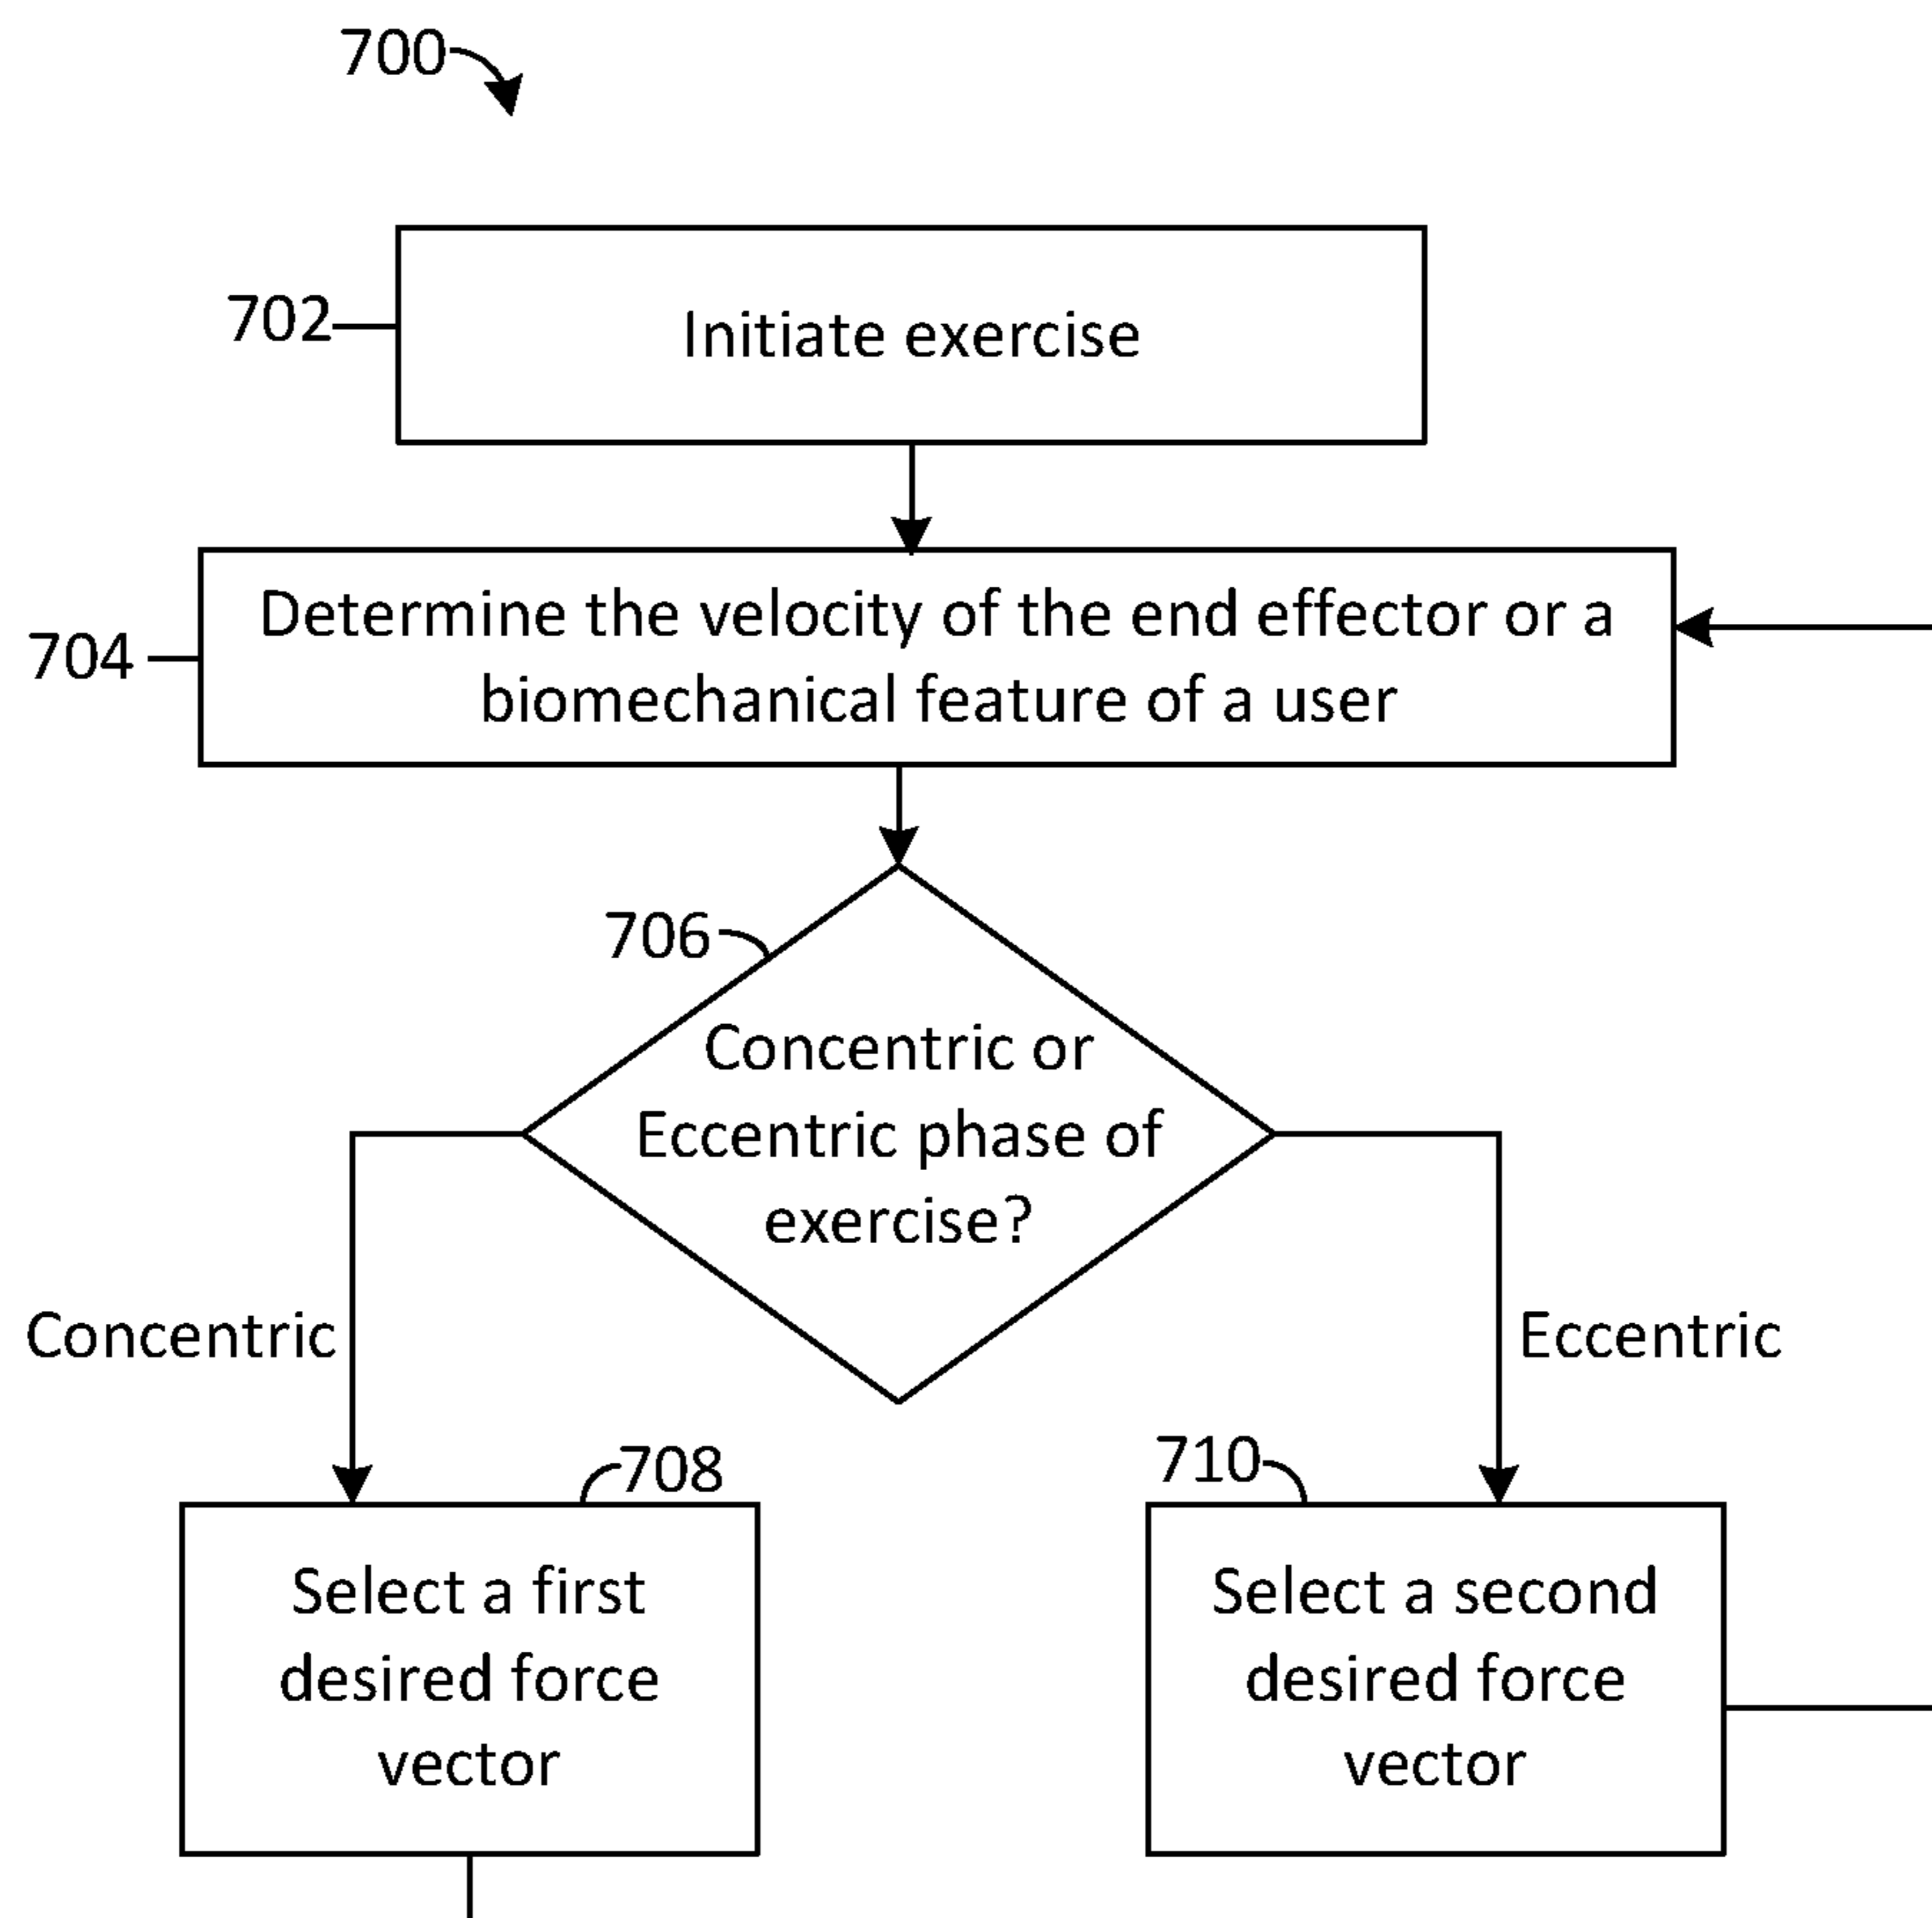 700
702
Initiate exercise
704
Determine the velocity of the end effector or a
biomechanical feature of a user
706
Concentric or
Eccentric phase of
exercise?
Concentric
Eccentric
708
710
Select a first
desired force
vector
Select a second
desired force
vector